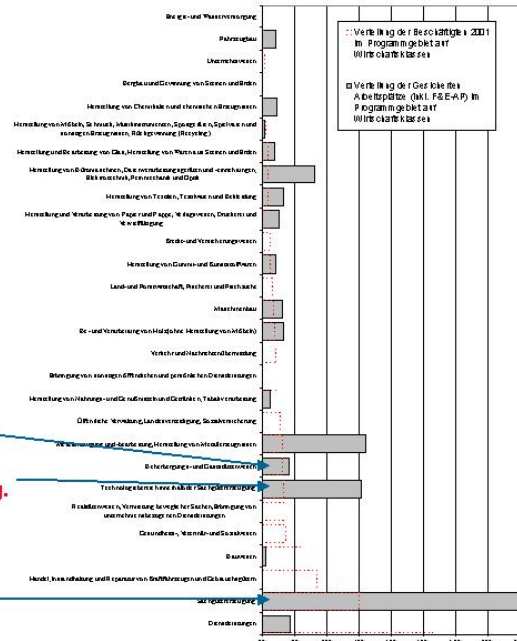 Energie- und Wasserversorgung
Fahrzeugbau
Unterrichtswesen
Bergbau und Gewinnung von Steinen und Erden
Herstellung von Chemikalien und chemischen Erzeugnissen
Herstellung von Möbeln, Schmuck, Musikinstrumenten, Sportgeräten, Spielwaren und
sonstigen Erzeugnissen, Rückgewinnung (Recycling)
Herstellung und Bearbeitung von Glas, Herstellung von Waren aus Steinen und Erden
Herstellung von Büromaschinen, Datenverarbeitungsgeräten und -einrichtungen,
Elektrotechnik, Feinmechanik und Optik
Herstellung von Textilien, Textilwaren und Bekleidung
Herstellung und Verarbeitung von Papier und Pappe, Verlagswesen, Druckerei und
Vervielfältigung
Kredit- und Versicherungswesen
Herstellung von Gummi- und Kunststoffwaren
Land- und Forstwirtschaft, Fischerei und Fischzucht
Maschinenbau
Be- und Verarbeitung von Holz (ohne Herstellung von Möbeln)
Verkehr und Nachrichtenübermittlung
Erbringung von sonstigen öffentlichen und persönlichen Dienstleistungen
Herstellung von Nahrungs- und Genußmitteln und Getränken, Tabakverarbeitung
Öffentliche Verwaltung, Landesverteidigung, Sozialversicherung
und -bearbeitung, Herstellung von Metallerzeugnissen
Beherbergungs- und Gaststättenwesen
Technologiebereiche innerhalb der Sachgütererzeugung
g.
Realitätenwesen, Vermietung beweglicher Sachen, Erbringung von
unternehmensbezogenen Dienstleistungen
Gesundheits-, Veterinär- und Sozialwesen
Bauwesen
Handel, Instandhaltung und Reparatur von Kraftfahrzeugen und Gebrauchsgütern
Sachgütererzeugung
Dienstleistungen
Verteilung der Beschäftigten 2001
im Programmgebiet auf
Wirtschaftsklassen
Verteilung der Gesicherten
Arbeitsplätze (inkl. F&E-AP) im
Programmgebiet auf
Wirtschaftsklassen